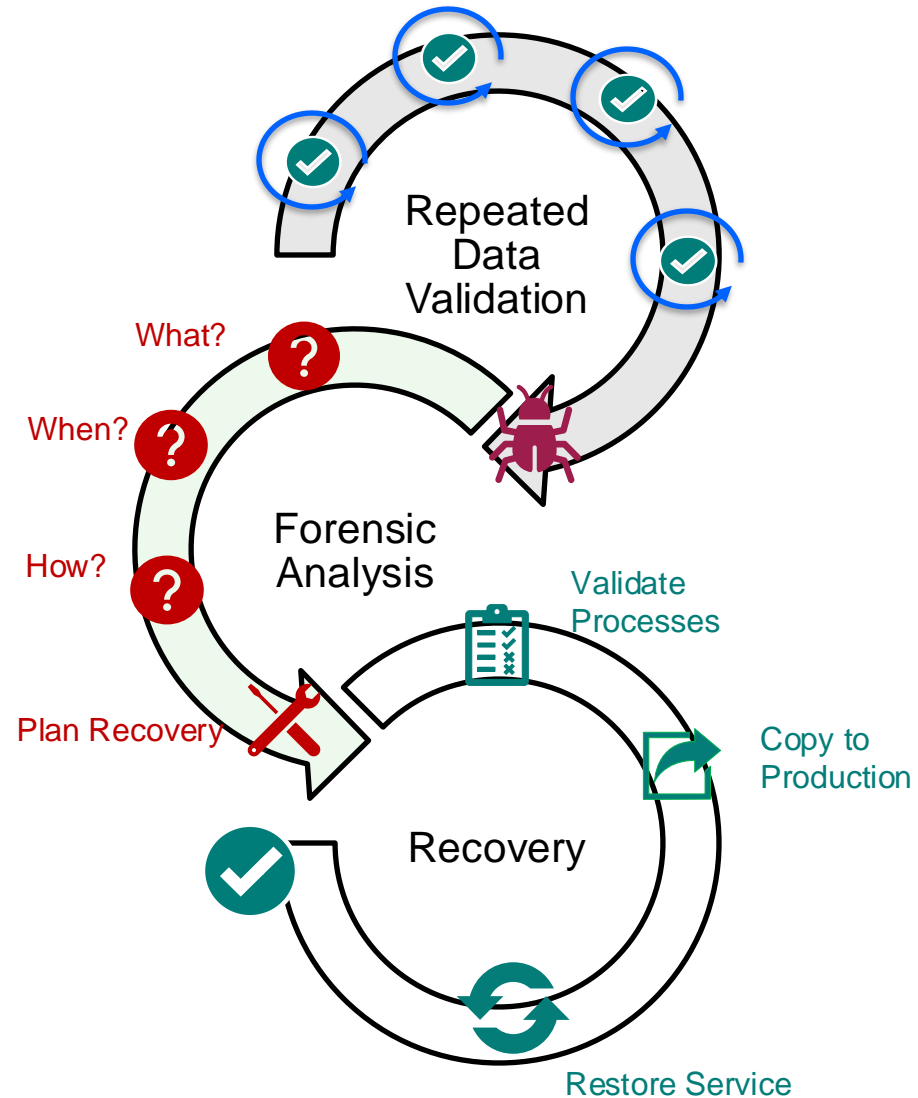 Repeated
Data
Validation
What?
When?
How?
Forensic
Analysis
Plan Recovery
Validate
Processes
Copy to
Production
Recovery
Restore Service